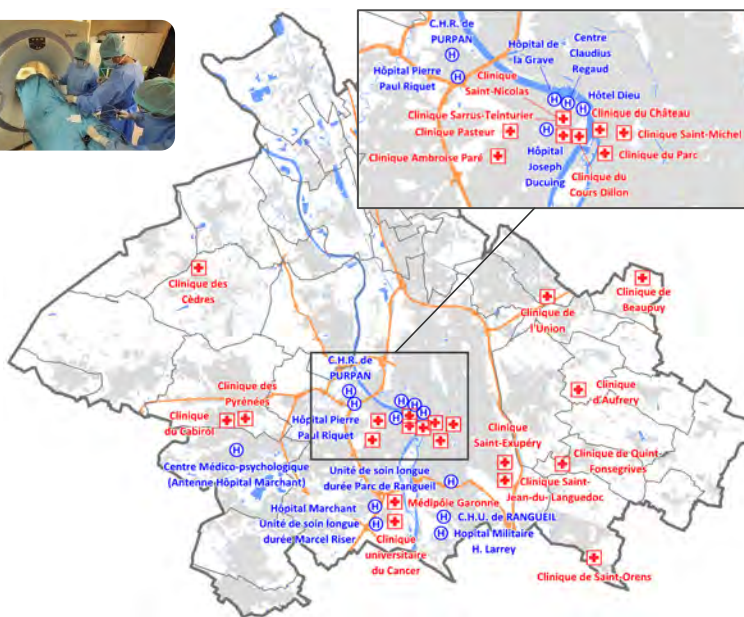 C.H.R. de
PURPAN
Hôpital Pierre
Paul Riquet
Hôpital de
la Grave
Centre
Claudius
Regaud
Clinique
Saint-Nicolas
Hôtel Dieu
Clinique Sarrus-Teinturier
Clinique du Château
Clinique Pasteur
Clinique Saint-Michel
Clinique Ambroise Paré
Clinique du Parc
Hôpital
Joseph
Ducuing
Clinique du
Cours Dillon
Clinique des
Cèdres
Clinique de
Beaupuy
Clinique de
l'Union
C.H.R. de
PURPAN
Clinique des
Pyrénées
Clinique
d'Aufrery
Clinique
du Cabirol
Hôpital Pierre
Paul Riquet
Clinique
Saint-Exupéry
Clinique de Quint-
Fonsegrives
Centre Médico-psychologique
(Antenne-Hôpital Marchant)
Unité de soin longue
durée Parc de Rangueil
Clinique Saint-
Jean-du-Languedoc
Médipôle Garonne
Hôpital Marchant
Unité de soin longue
durée Marcel Riser
C.H.U. de RANGUEIL
Hopital Militaire
H. Larrey
Clinique
universitaire
du Cancer
Clinique de Saint-Orens